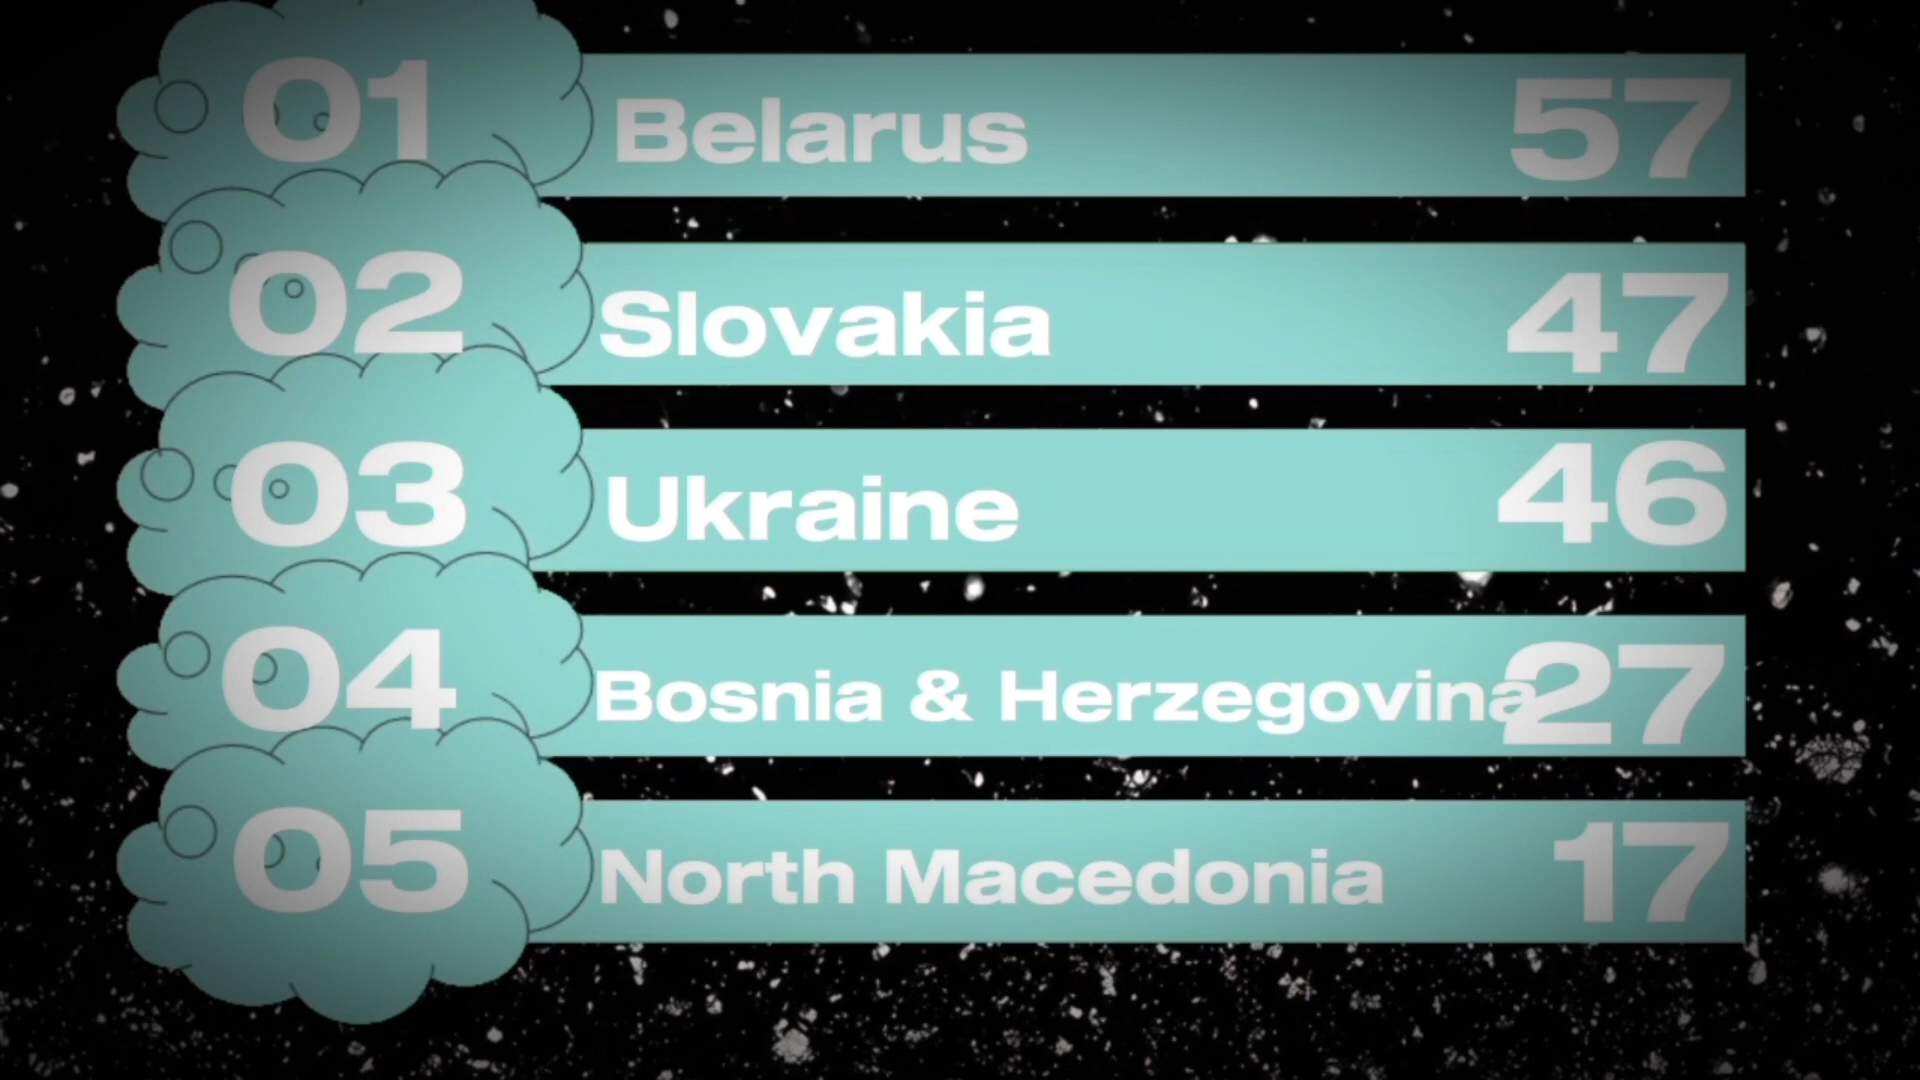 01 Belarus 57
02 Slovakia 47
03 Ukraine 46
04 Bosnia & Herzegovina 27
05 North Macedonia 17